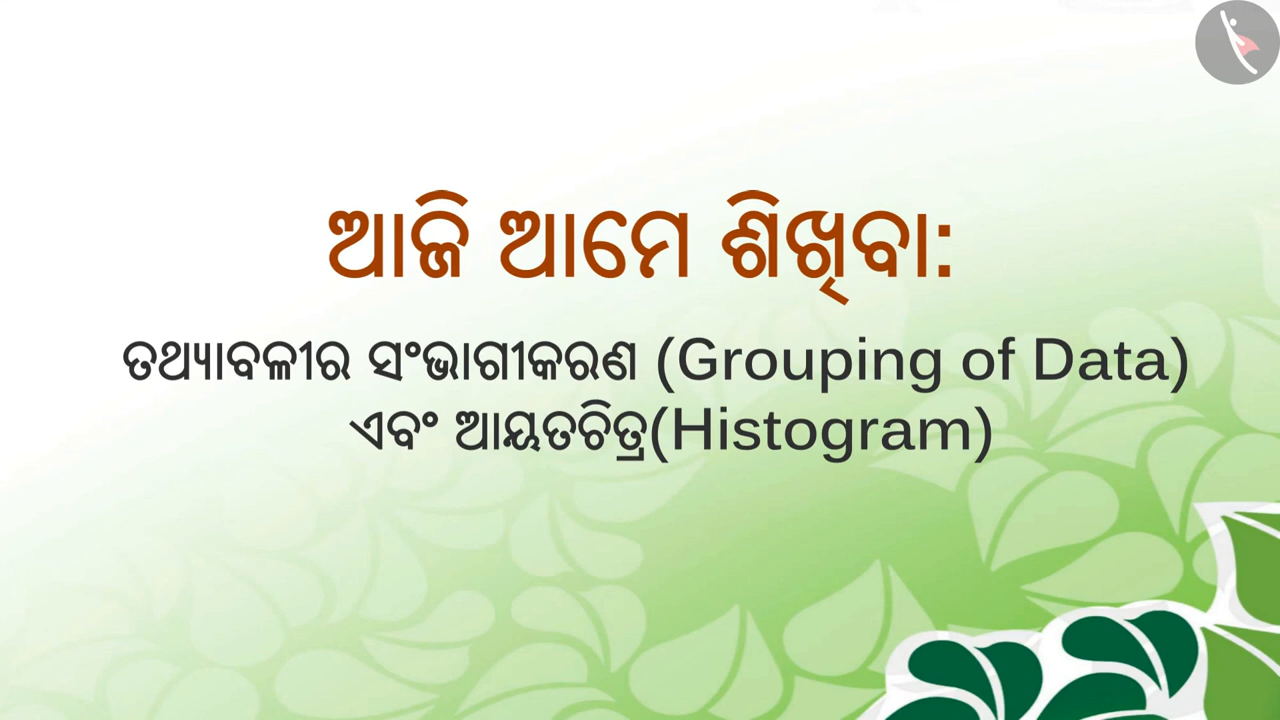 ଆଜି ଆମେ ଶିଖିବା:
ତଥ୍ୟାବଳୀର ସଂଭାଗୀକରଣ (Grouping of Data)
ଏବଂ ଆୟତଚିତ୍ର(Histogram)